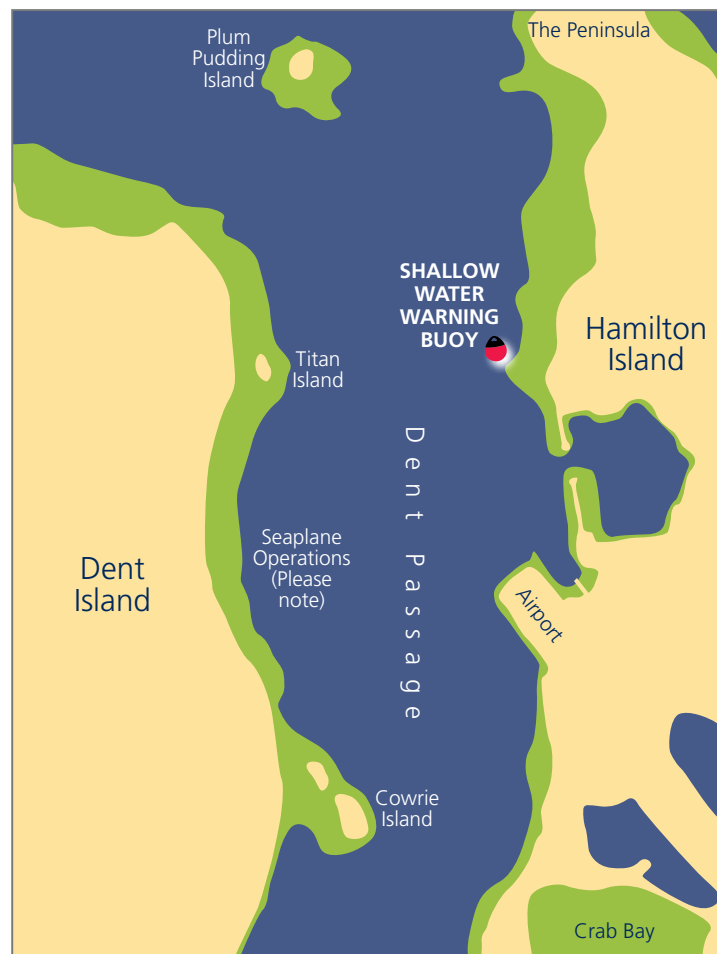 Plum
Pudding
Island
The Peninsula
SHALLOW
WATER
WARNING
BUOY
Hamilton
Island
Titan
Island
Dent Passage
Seaplane
Operations
(Please
note)
Dent
Island
Airport
Cowrie
Island
Crab Bay